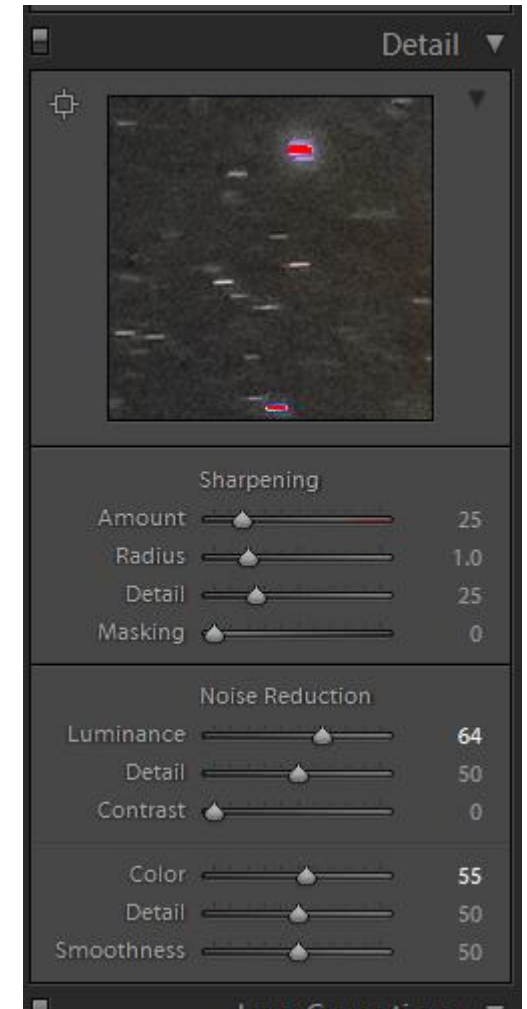 Detail
Sharpening
Amount 25
Radius 1.0
Detail 25
Masking 0
Noise Reduction
Luminance 64
Detail 50
Contrast 0
Color 55
Detail 50
Smoothness 50